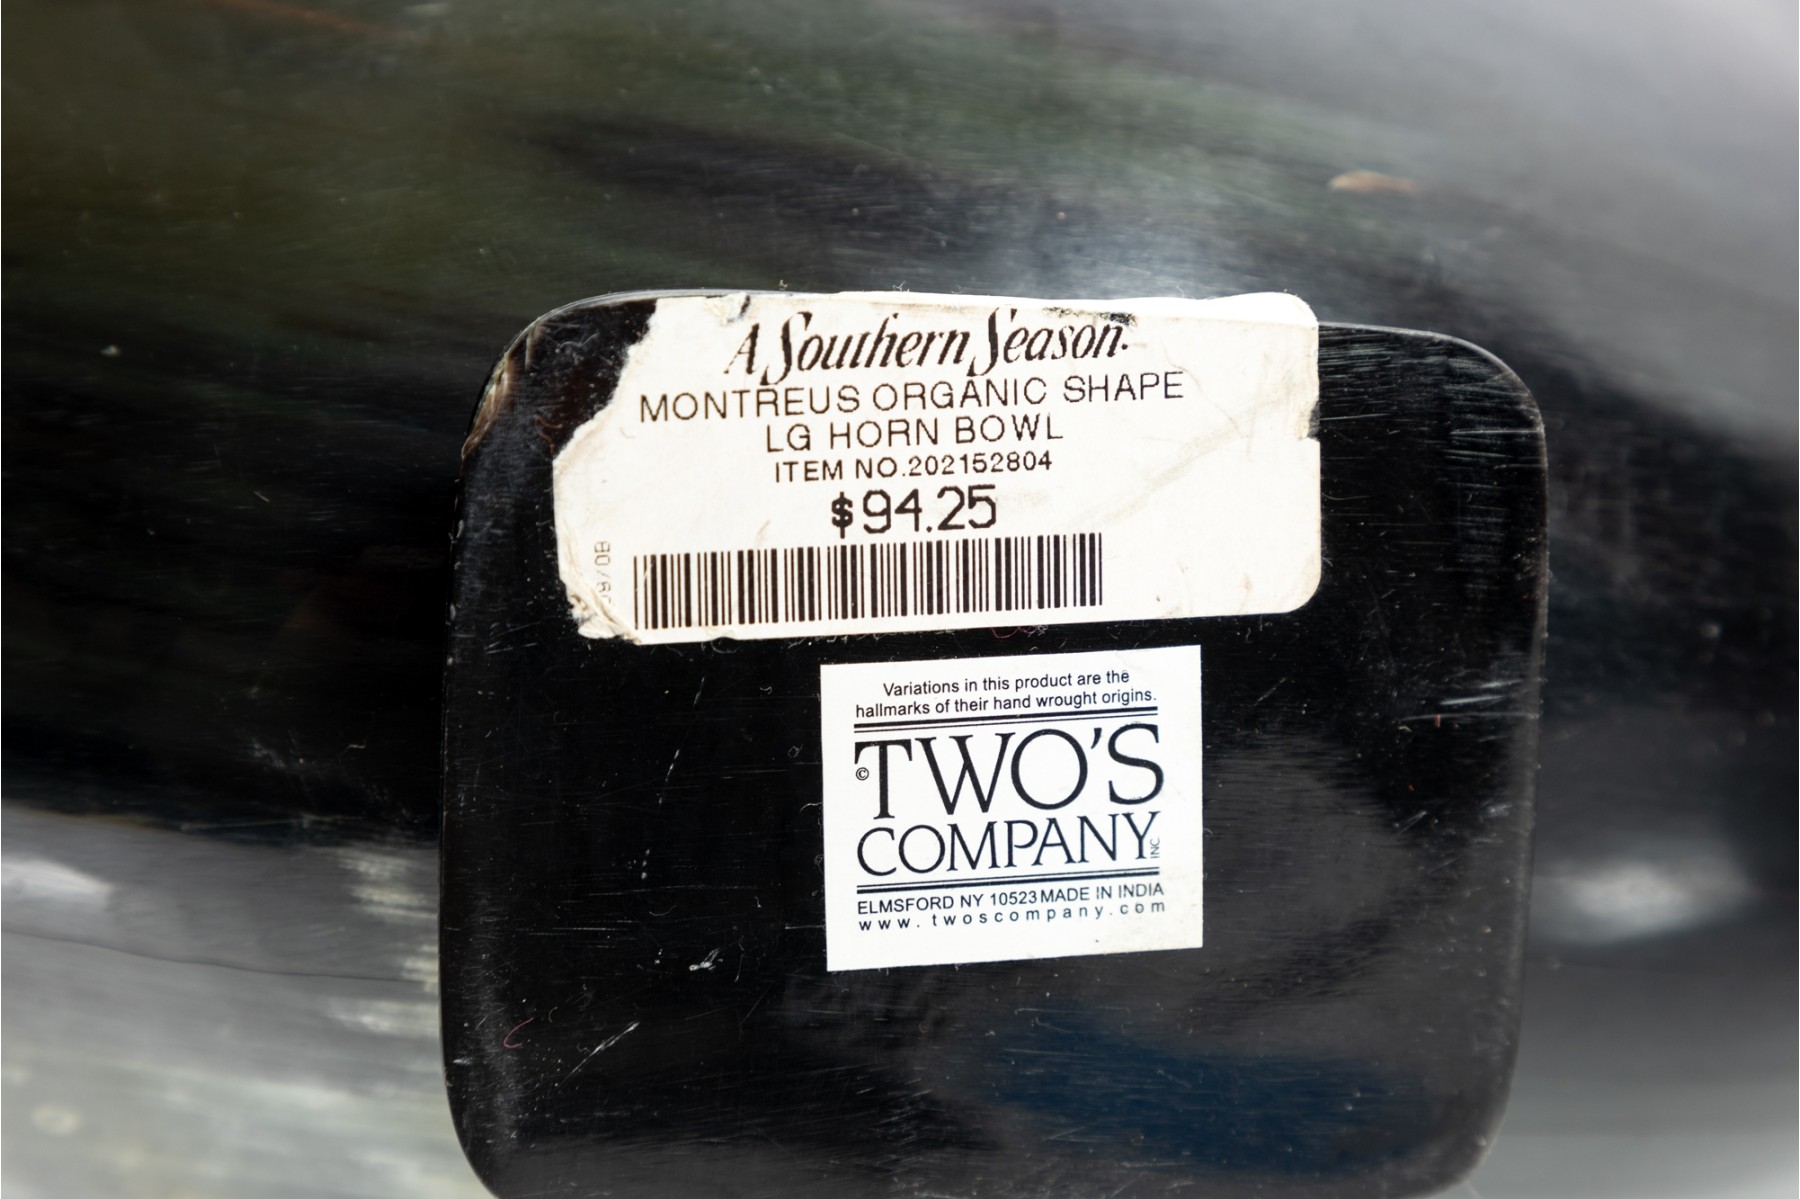 A Southern Season.
MONTREUS ORGANIC SHAPE
LG HORN BOWL
ITEM NO.202152804
$94.25
Variations in this product are the
hallmarks of their hand wrought origins.
©TWO'S
COMPANY INC.
ELMSFORD NY 10523 MADE IN INDIA
www.twoscompany.com